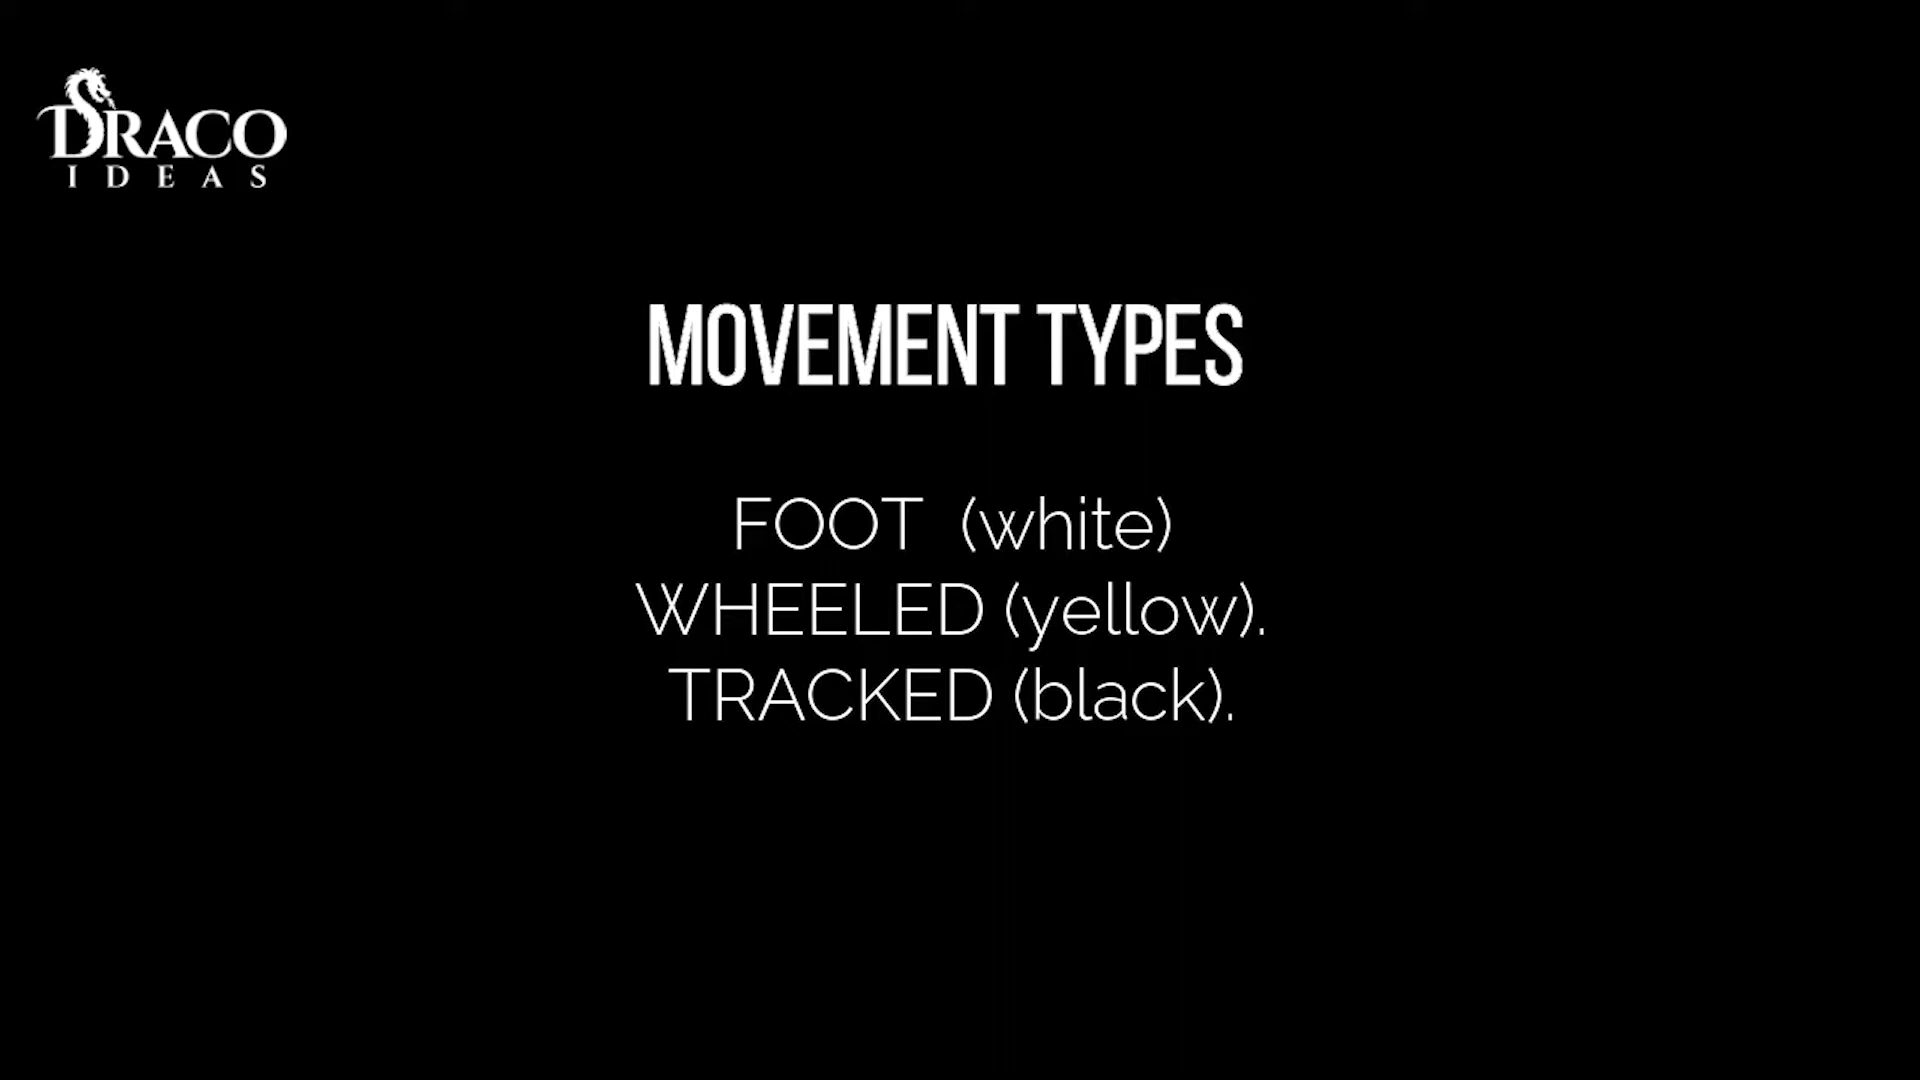 DRACO
IDEAS
MOVEMENT TYPES
FOOT (white)
WHEELED (yellow).
TRACKED (black).